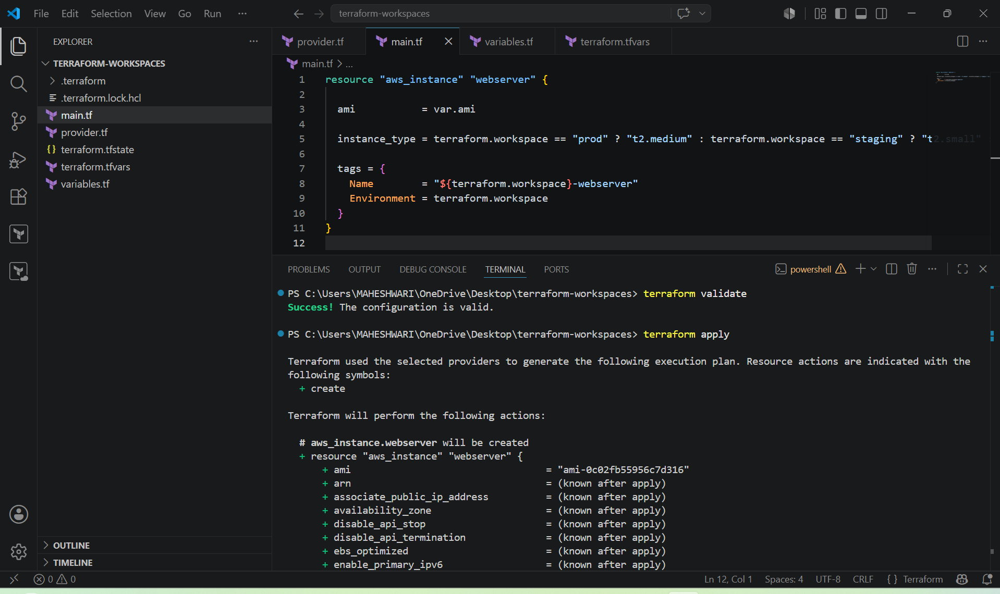 File Edit Selection View Go Run ··· terraform-workspaces
EXPLORER ···
TERRAFORM-WORKSPACES
.terraform
.terraform.lock.hcl
main.tf
provider.tf
{} terraform.tfstate
terraform.tfvars
variables.tf
OUTLINE
TIMELINE
provider.tf main.tf variables.tf terraform.tfvars
main.tf > ...
1 resource "aws_instance" "webserver" {
2
3 ami = var.ami
4
5 instance_type = terraform.workspace == "prod" ? "t2.medium" : terraform.workspace == "staging" ? "t2.small"
6
7 tags = {
8 Name = "${terraform.workspace}-webserver"
9 Environment = terraform.workspace
10 }
11 }
12
PROBLEMS OUTPUT DEBUG CONSOLE TERMINAL PORTS powershell
PS C:\Users\MAHESHWARI\OneDrive\Desktop\terraform-workspaces> terraform validate
Success! The configuration is valid.
PS C:\Users\MAHESHWARI\OneDrive\Desktop\terraform-workspaces> terraform apply
Terraform used the selected providers to generate the following execution plan. Resource actions are indicated with the
following symbols:
+ create
Terraform will perform the following actions:
# aws_instance.webserver will be created
+ resource "aws_instance" "webserver" {
+ ami = "ami-0c02fb55956c7d316"
+ arn = (known after apply)
+ associate_public_ip_address = (known after apply)
+ availability_zone = (known after apply)
+ disable_api_stop = (known after apply)
+ disable_api_termination = (known after apply)
+ ebs_optimized = (known after apply)
+ enable_primary_ipv6 = (known after apply)
0 0 Ln 12, Col 1 Spaces: 4 UTF-8 CRLF {} Terraform